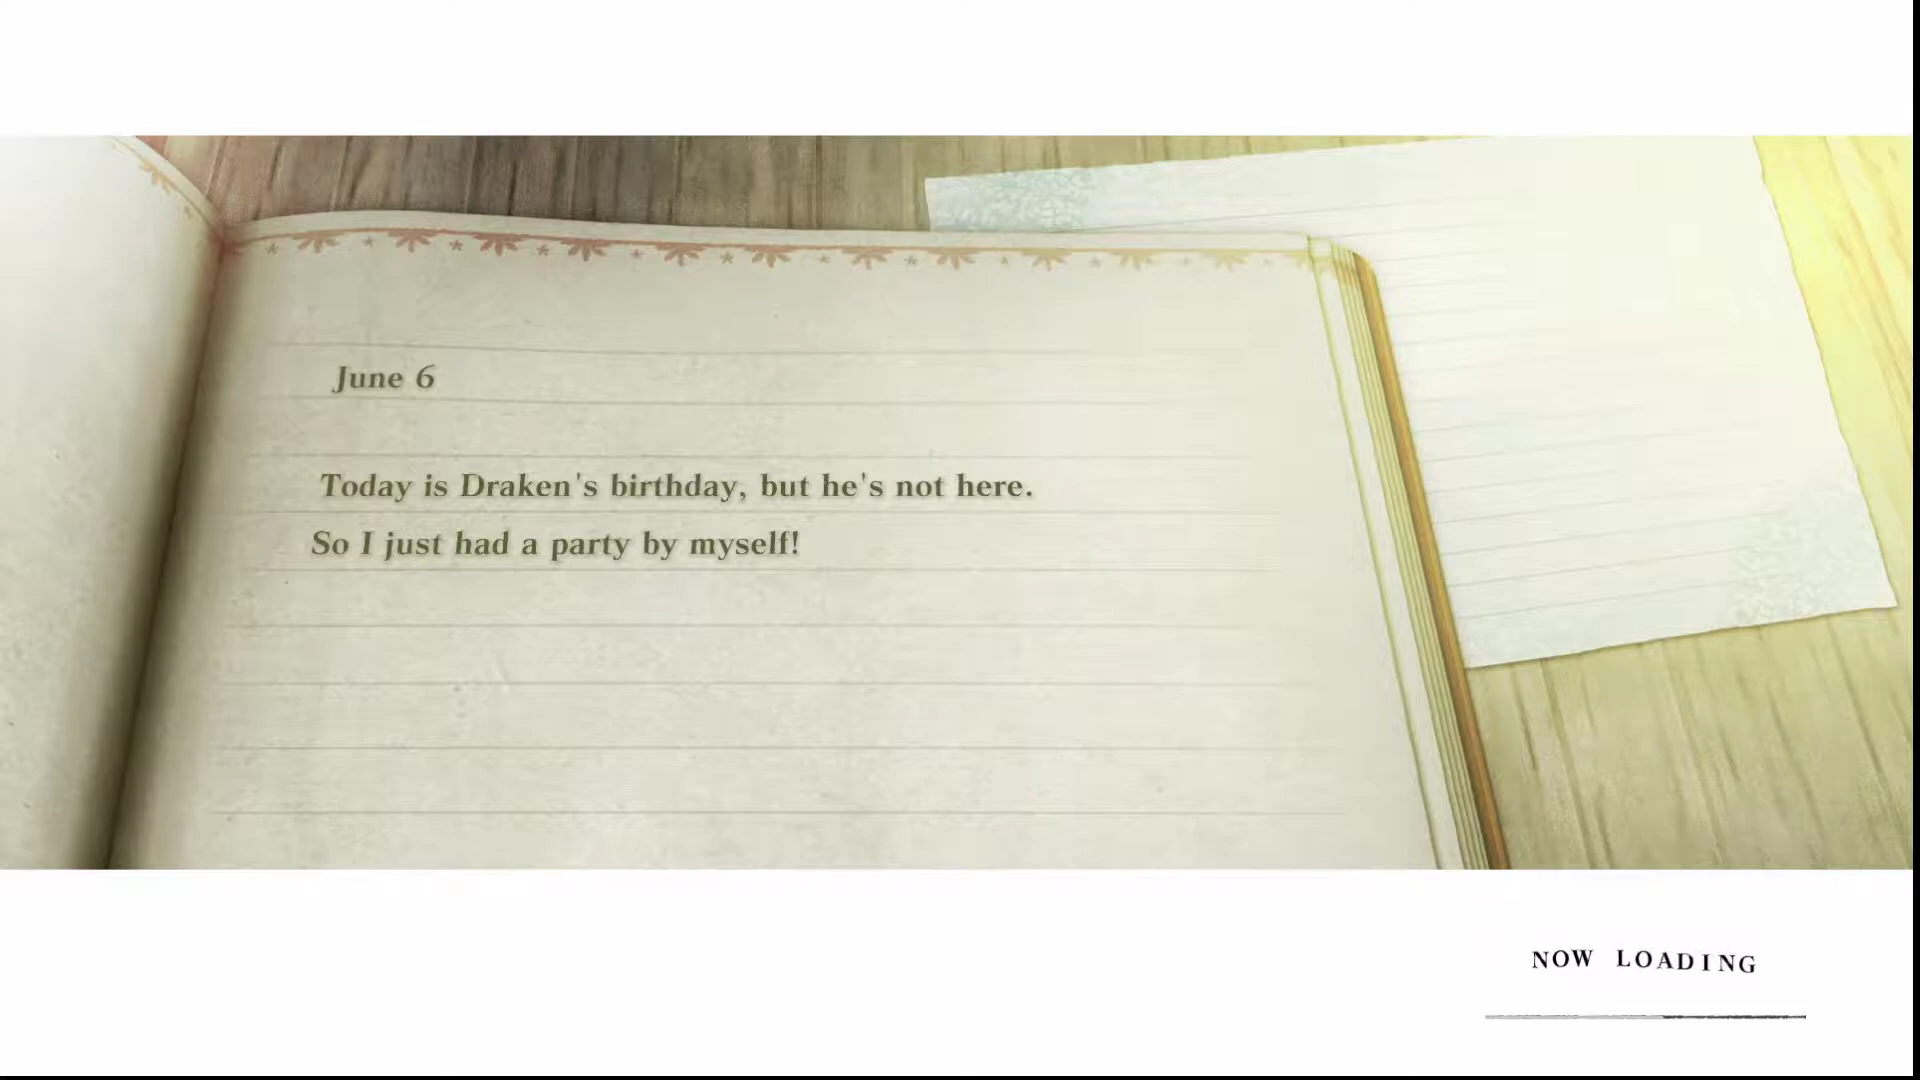 June 6
Today is Draken's birthday, but he's not here.
So I just had a party by myself!
NOW LOADING